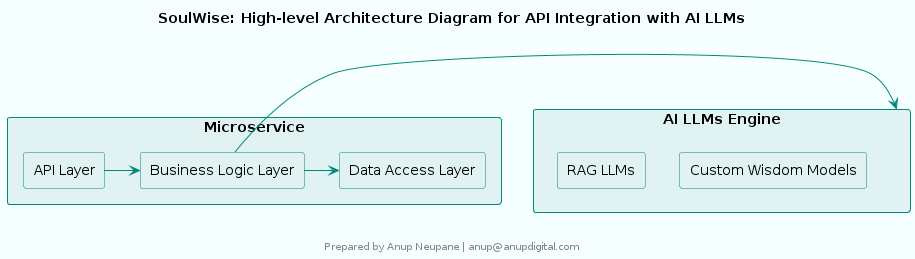 SoulWise: High-level Architecture Diagram for API Integration with AI LLMs
Microservice
API Layer
Business Logic Layer
Data Access Layer
AI LLMs Engine
RAG LLMs
Custom Wisdom Models
Prepared by Anup Neupane | anup@anupdigital.com